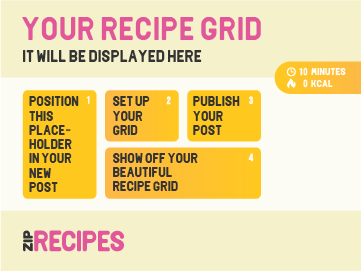 YOUR RECIPE GRID
IT WILL BE DISPLAYED HERE
10 MINUTES
0 KCAL
POSITION 1
THIS
PLACE-
HOLDER
IN YOUR
NEW
POST
SET UP 2
YOUR
GRID
PUBLISH 3
YOUR
POST
SHOW OFF YOUR 4
BEAUTIFUL
RECIPE GRID
ZIP RECIPES